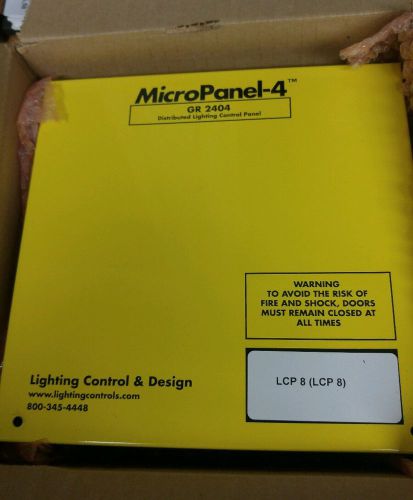 MicroPanel-4™
GR 2404
Distributed Lighting Control Panel
WARNING
TO AVOID THE RISK OF
FIRE AND SHOCK, DOORS
MUST REMAIN CLOSED AT
ALL TIMES
Lighting Control & Design
www.lightingcontrols.com
800-345-4448
LCP 8 (LCP 8)